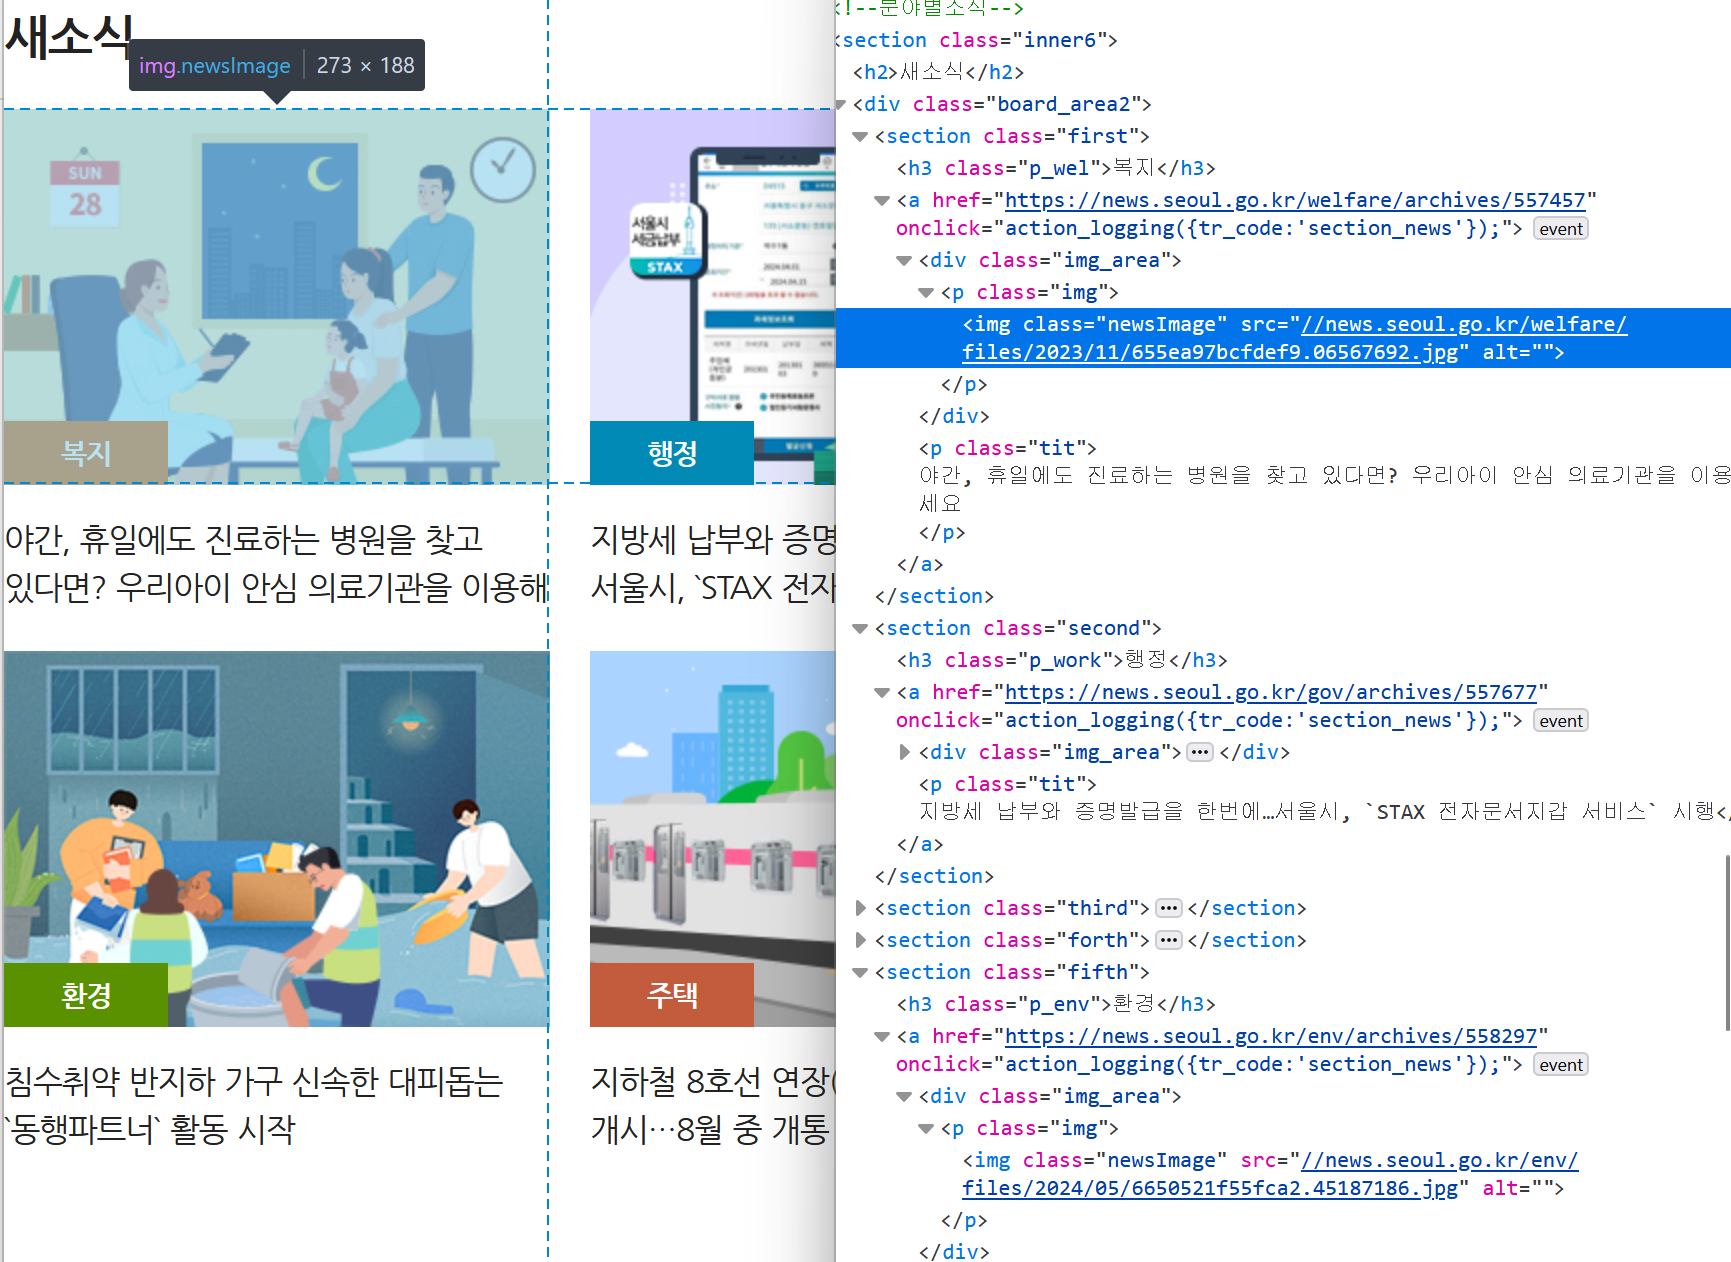 새소식
img.newsImage 273 × 188
SUN
28
복지
서울시
세금납부
STAX
행정
야간, 휴일에도 진료하는 병원을 찾고
있다면? 우리아이 안심 의료기관을 이용해
지방세 납부와 증명
서울시, `STAX 전자
환경
주택
침수취약 반지하 가구 신속한 대피돕는
`동행파트너` 활동 시작
지하철 8호선 연장(
개시…8월 중 개통
<!--분야별소식-->
<section class="inner6">
<h2>새소식</h2>
<div class="board_area2">
<section class="first">
<h3 class="p_wel">복지</h3>
<a href="https://news.seoul.go.kr/welfare/archives/557457"
onclick="action_logging({tr_code:'section_news'});"> event
<div class="img_area">
<p class="img">
<img class="newsImage" src="//news.seoul.go.kr/welfare/
files/2023/11/655ea97bcfdef9.06567692.jpg" alt="">
</p>
</div>
<p class="tit">
야간, 휴일에도 진료하는 병원을 찾고 있다면? 우리아이 안심 의료기관을 이용
세요
</p>
</a>
</section>
<section class="second">
<h3 class="p_work">행정</h3>
<a href="https://news.seoul.go.kr/gov/archives/557677"
onclick="action_logging({tr_code:'section_news'});"> event
<div class="img_area">•••</div>
<p class="tit">
지방세 납부와 증명발급을 한번에…서울시, `STAX 전자문서지갑 서비스` 시행</
</a>
</section>
<section class="third">•••</section>
<section class="forth">•••</section>
<section class="fifth">
<h3 class="p_env">환경</h3>
<a href="https://news.seoul.go.kr/env/archives/558297"
onclick="action_logging({tr_code:'section_news'});"> event
<div class="img_area">
<p class="img">
<img class="newsImage" src="//news.seoul.go.kr/env/
files/2024/05/6650521f55fca2.45187186.jpg" alt="">
</p>
</div>